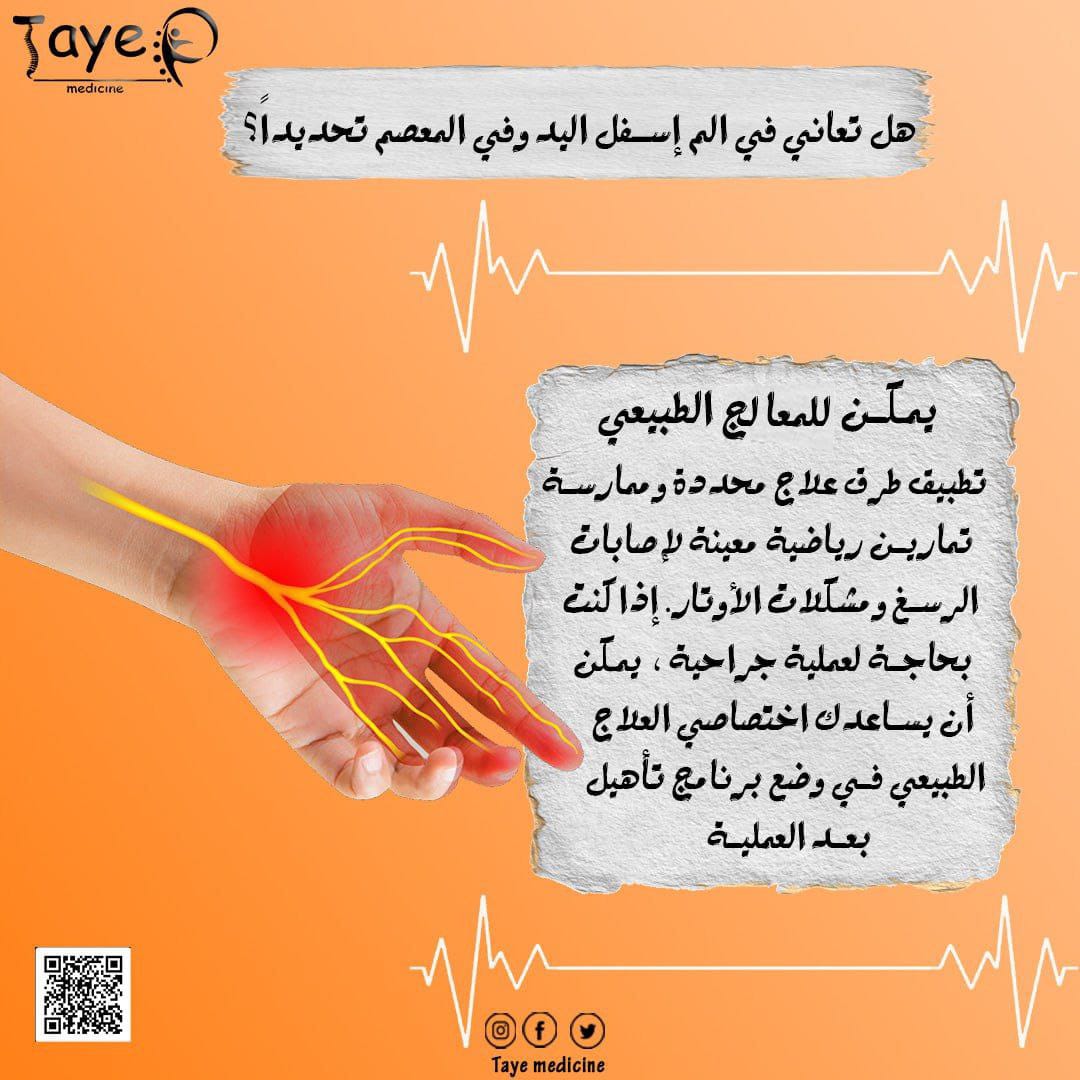 Taye
medicine
هل تعاني في الم إسفل اليد وفي المعصم تحديداً؟
يمكن للمعالج الطبيعي
تطبيق طرق علاج محددة وممارسة
تمارين رياضية معينة لإصابات
الرسغ ومشكلات الأوتار. إذا كنت
بحاجة لعملية جراحية ، يمكن
أن يساعدك اختصاصي العلاج
الطبيعي في وضع برنامج تأهيل
بعد العملية
Taye medicine